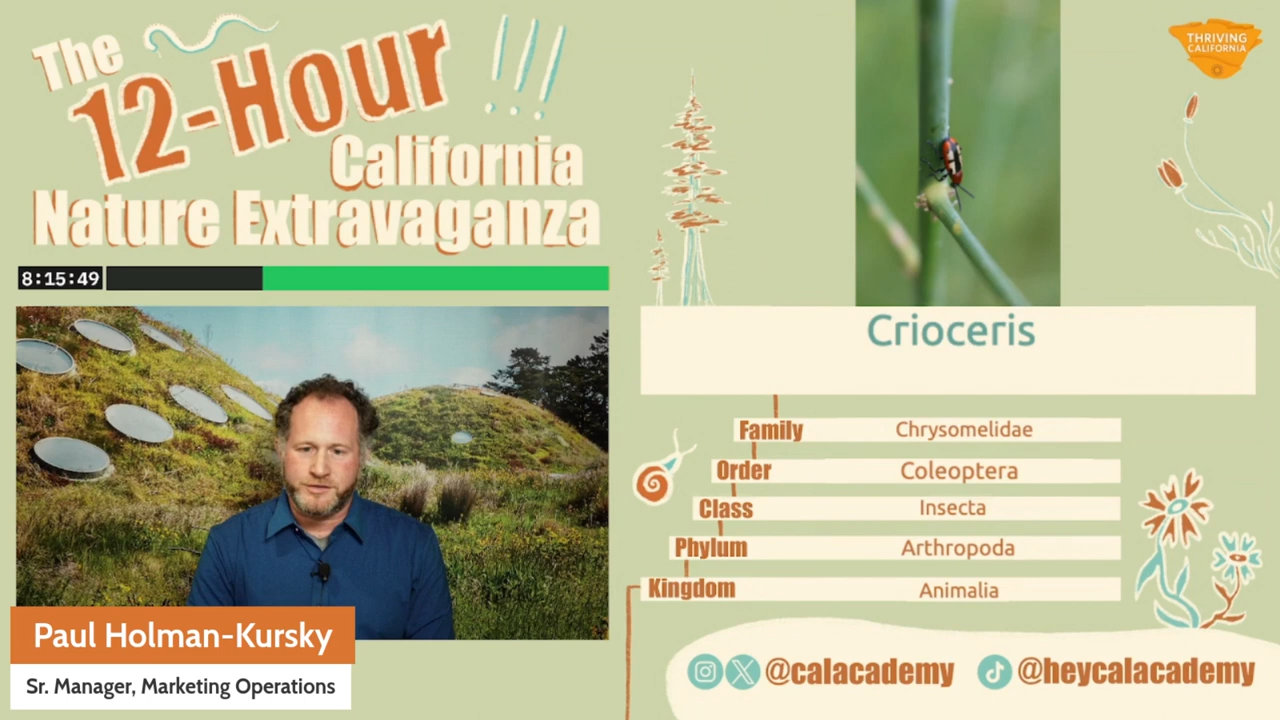 The
12-Hour
!!!
California
Nature Extravaganza
8:15:49
Paul Holman-Kursky
Sr. Manager, Marketing Operations
THRIVING
CALIFORNIA
Crioceris
Family Chrysomelidae
Order Coleoptera
Class Insecta
Phylum Arthropoda
Kingdom Animalia
@calacademy @heycalacademy